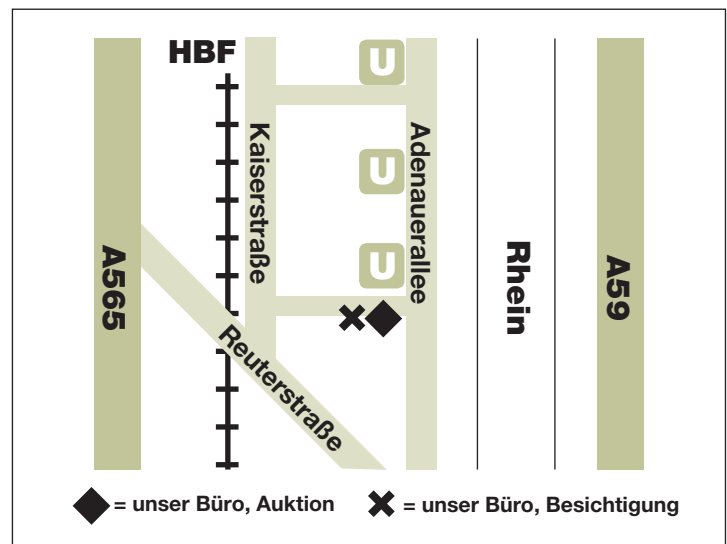 HBF
U
U
U
Kaiserstraße
Adenauerallee
A565
Rhein
A59
Reuterstraße
= unser Büro, Auktion
= unser Büro, Besichtigung